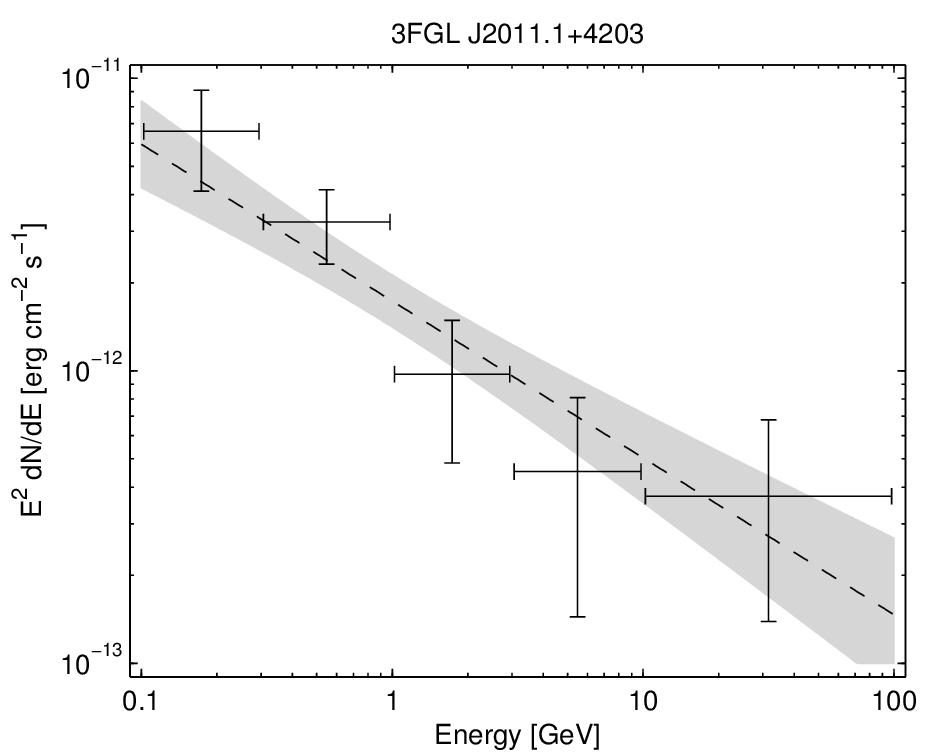 3FGL J2011.1+4203
10⁻¹¹
10⁻¹²
10⁻¹³
E² dN/dE [erg cm⁻² s⁻¹]
0.1 1 10 100
Energy [GeV]